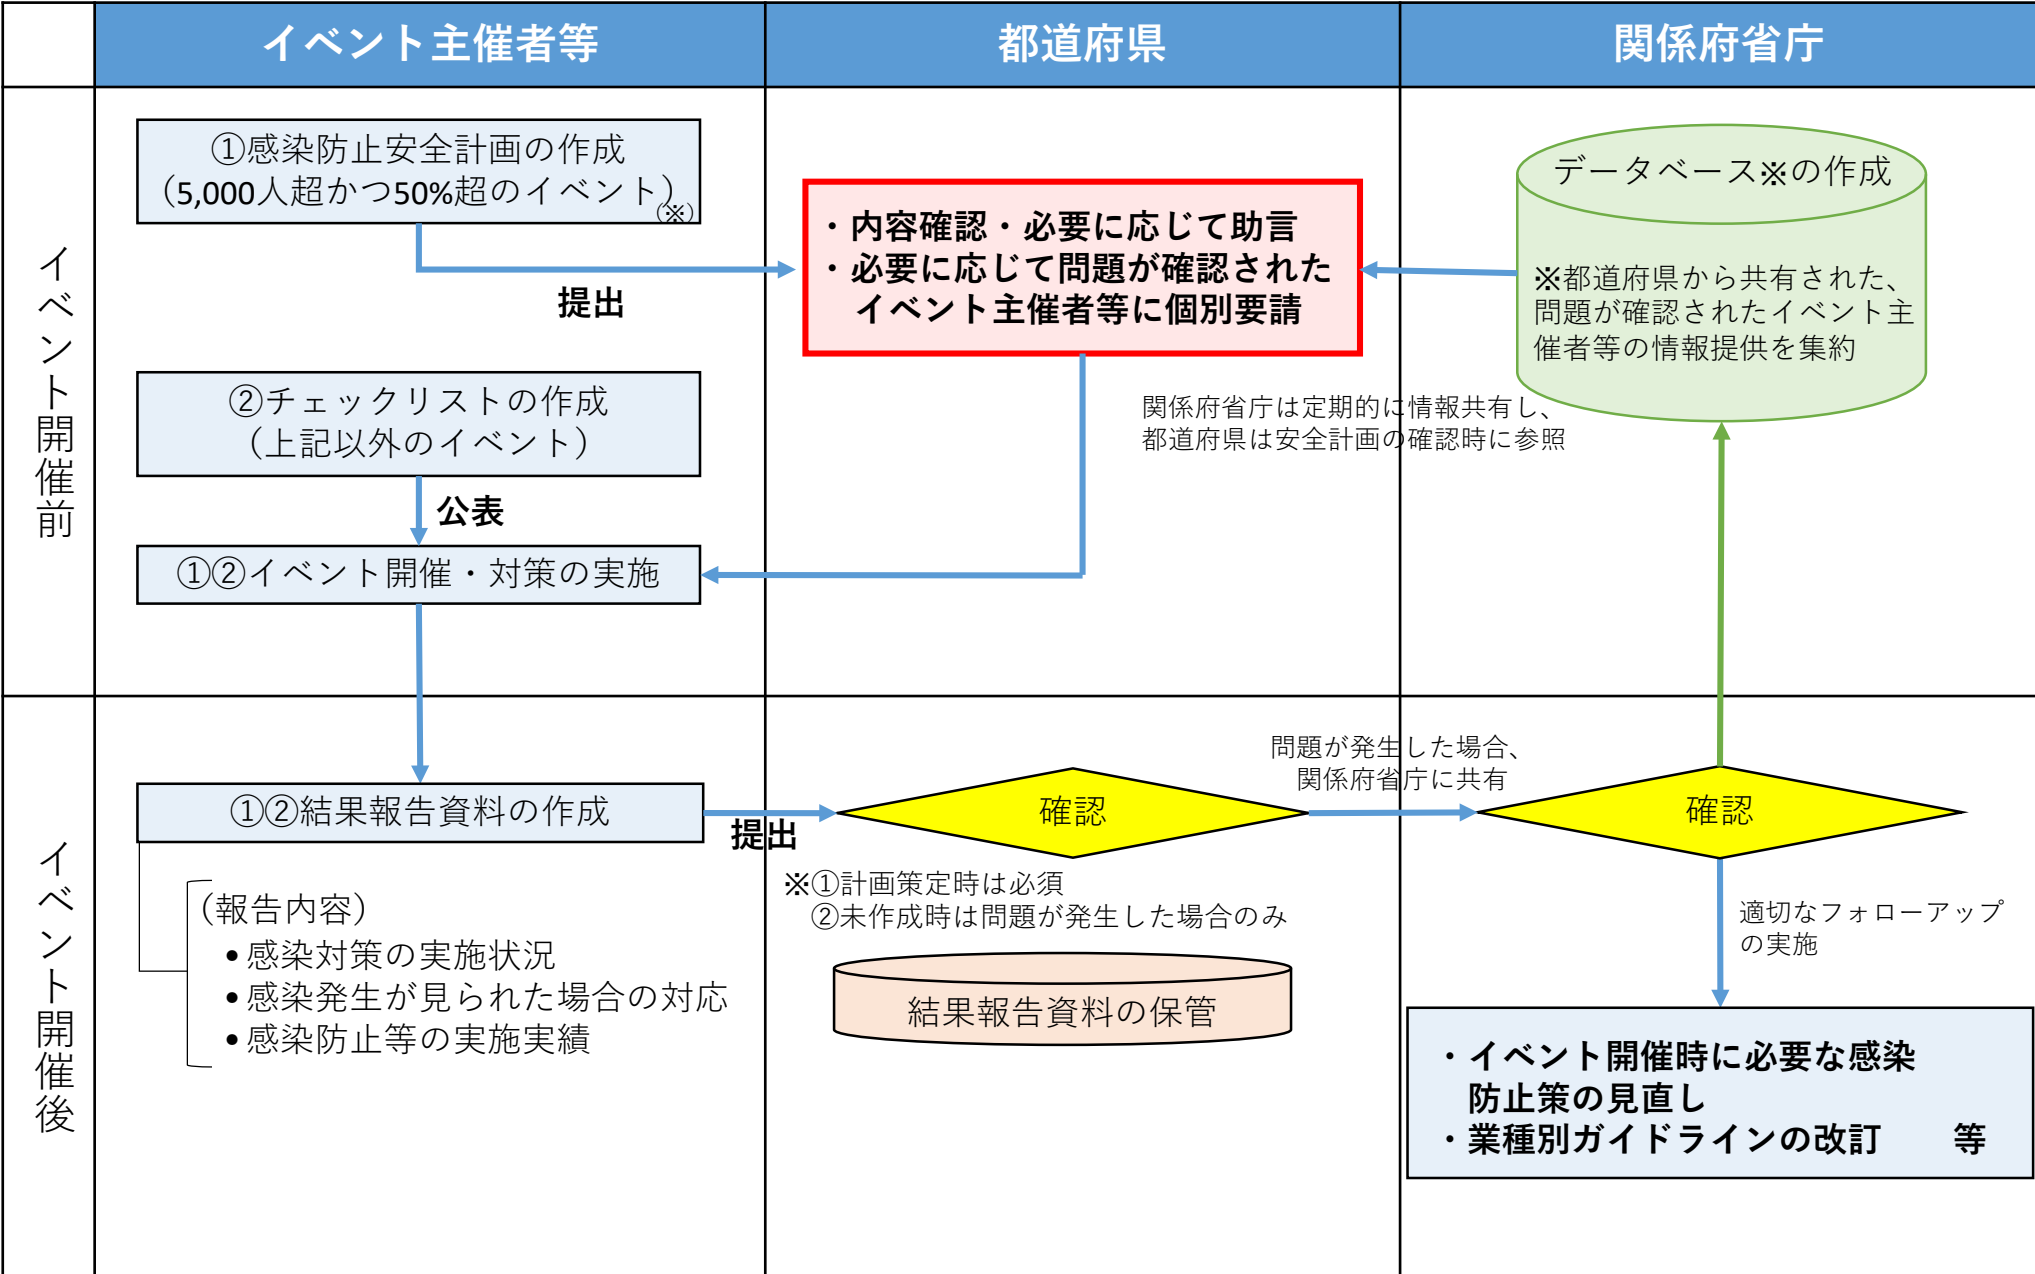 イベント主催者等
都道府県
関係府省庁
イベント開催前
①感染防止安全計画の作成
（5,000人超かつ50%超のイベント）
（※）
提出
②チェックリストの作成
（上記以外のイベント）
公表
①②イベント開催・対策の実施
・内容確認・必要に応じて助言
・必要に応じて問題が確認された
イベント主催者等に個別要請
関係府省庁は定期的に情報共有し、
都道府県は安全計画の確認時に参照
データベース※の作成
※都道府県から共有された、
問題が確認されたイベント主
催者等の情報提供を集約
イベント開催後
①②結果報告資料の作成
提出
（報告内容）
•感染対策の実施状況
•感染発生が見られた場合の対応
•感染防止等の実施実績
確認
※①計画策定時は必須
②未作成時は問題が発生した場合のみ
結果報告資料の保管
問題が発生した場合、
関係府省庁に共有
確認
適切なフォローアップ
の実施
・イベント開催時に必要な感染
防止策の見直し
・業種別ガイドラインの改訂　　等